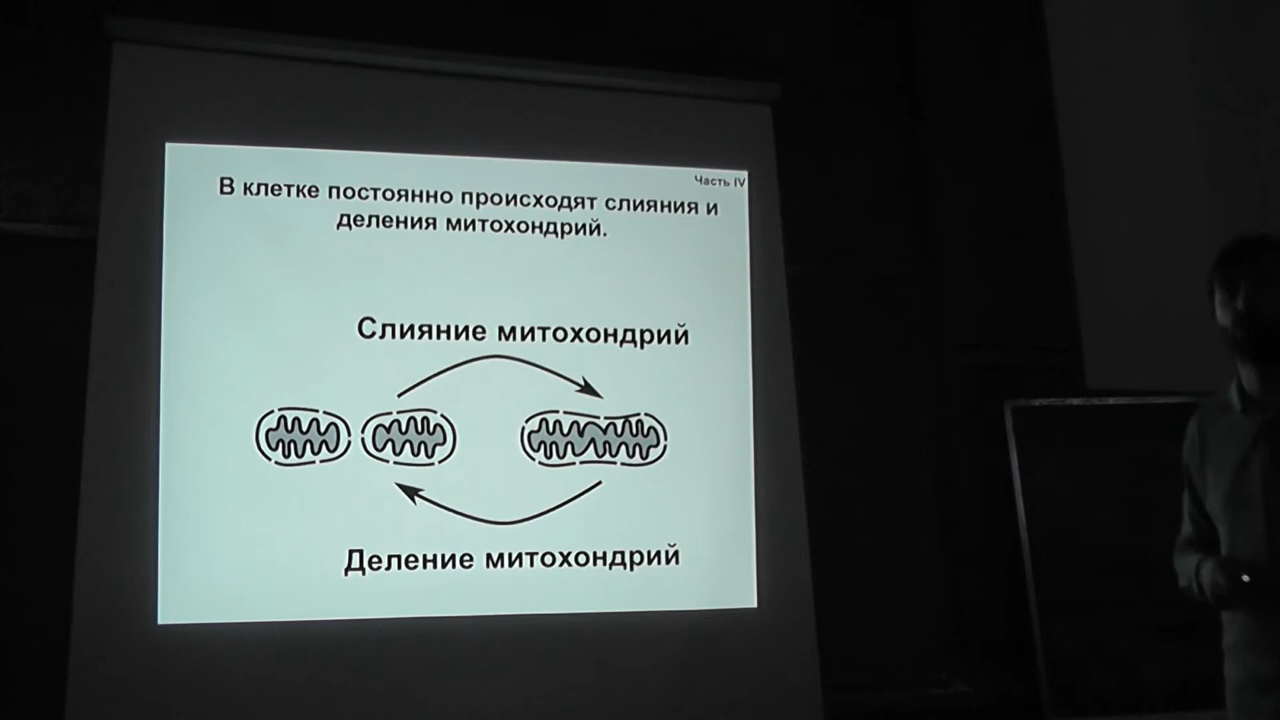 Часть IV
В клетке постоянно происходят слияния и
деления митохондрий.
Слияние митохондрий
Деление митохондрий